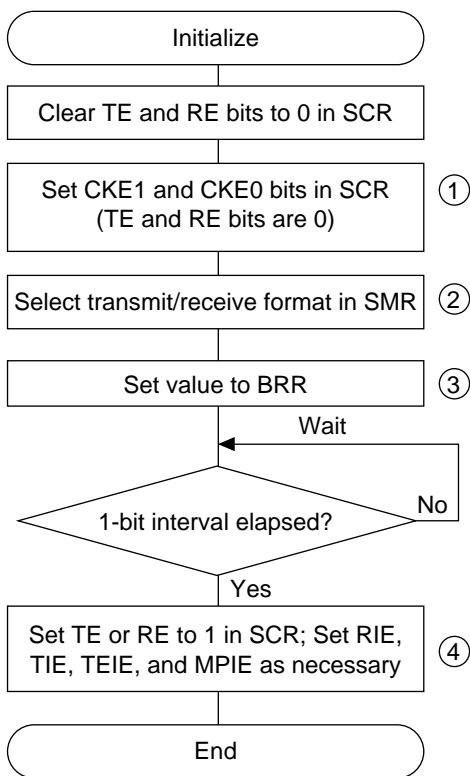 Initialize
Clear TE and RE bits to 0 in SCR
Set CKE1 and CKE0 bits in SCR
(TE and RE bits are 0)
1
Select transmit/receive format in SMR
2
Set value to BRR
3
Wait
1-bit interval elapsed?
No
Yes
Set TE or RE to 1 in SCR; Set RIE,
TIE, TEIE, and MPIE as necessary
4
End